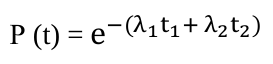 P (t) = e^{-(λ₁t₁+ λ₂t₂)}